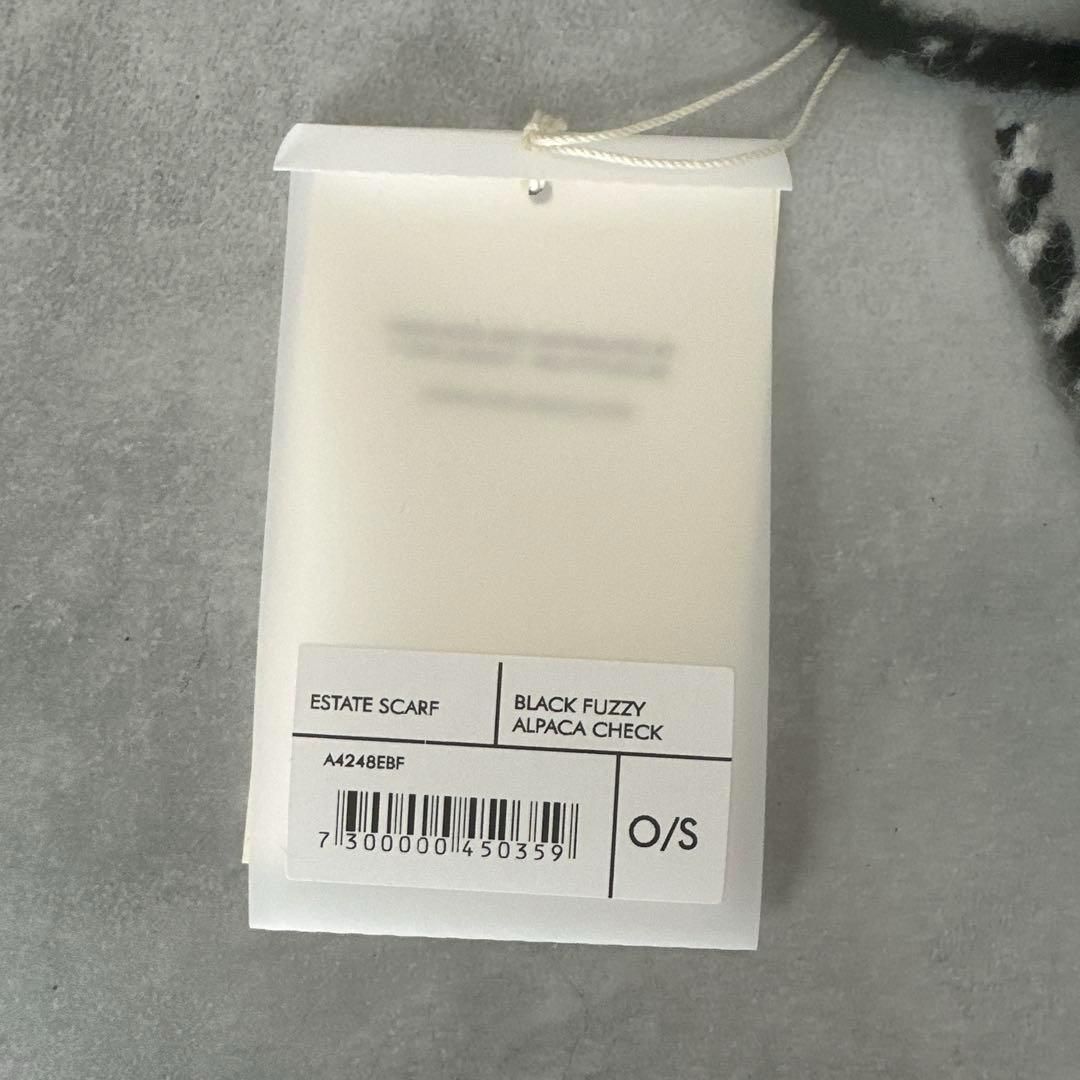 ESTATE SCARF
BLACK FUZZY
ALPACA CHECK
A4248EBF
7 300000 450359
O/S